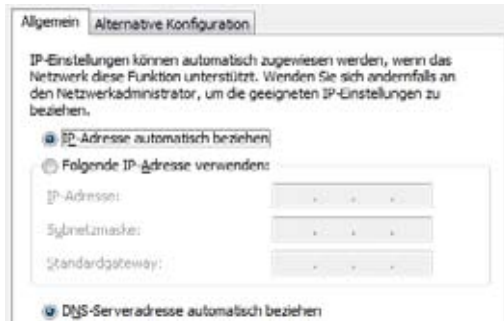 Allgemein
Alternative Konfiguration
IP-Einstellungen können automatisch zugewiesen werden, wenn das
Netzwerk diese Funktion unterstützt. Wenden Sie sich andernfalls an
den Netzwerkadministrator, um die geeigneten IP-Einstellungen zu
beziehen.
IP-Adresse automatisch beziehen
Folgende IP-Adresse verwenden:
IP-Adresse:
Subnetzmaske:
Standardgateway:
DNS-Serveradresse automatisch beziehen